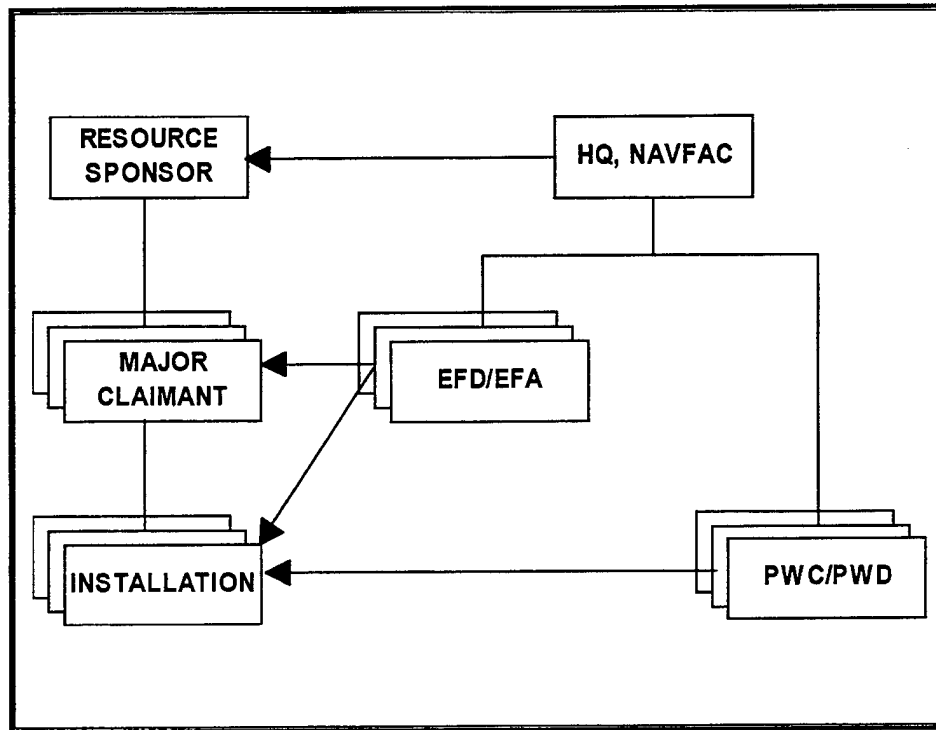 RESOURCE
SPONSOR
HQ, NAVFAC
MAJOR
CLAIMANT
EFD/EFA
INSTALLATION
PWC/PWD